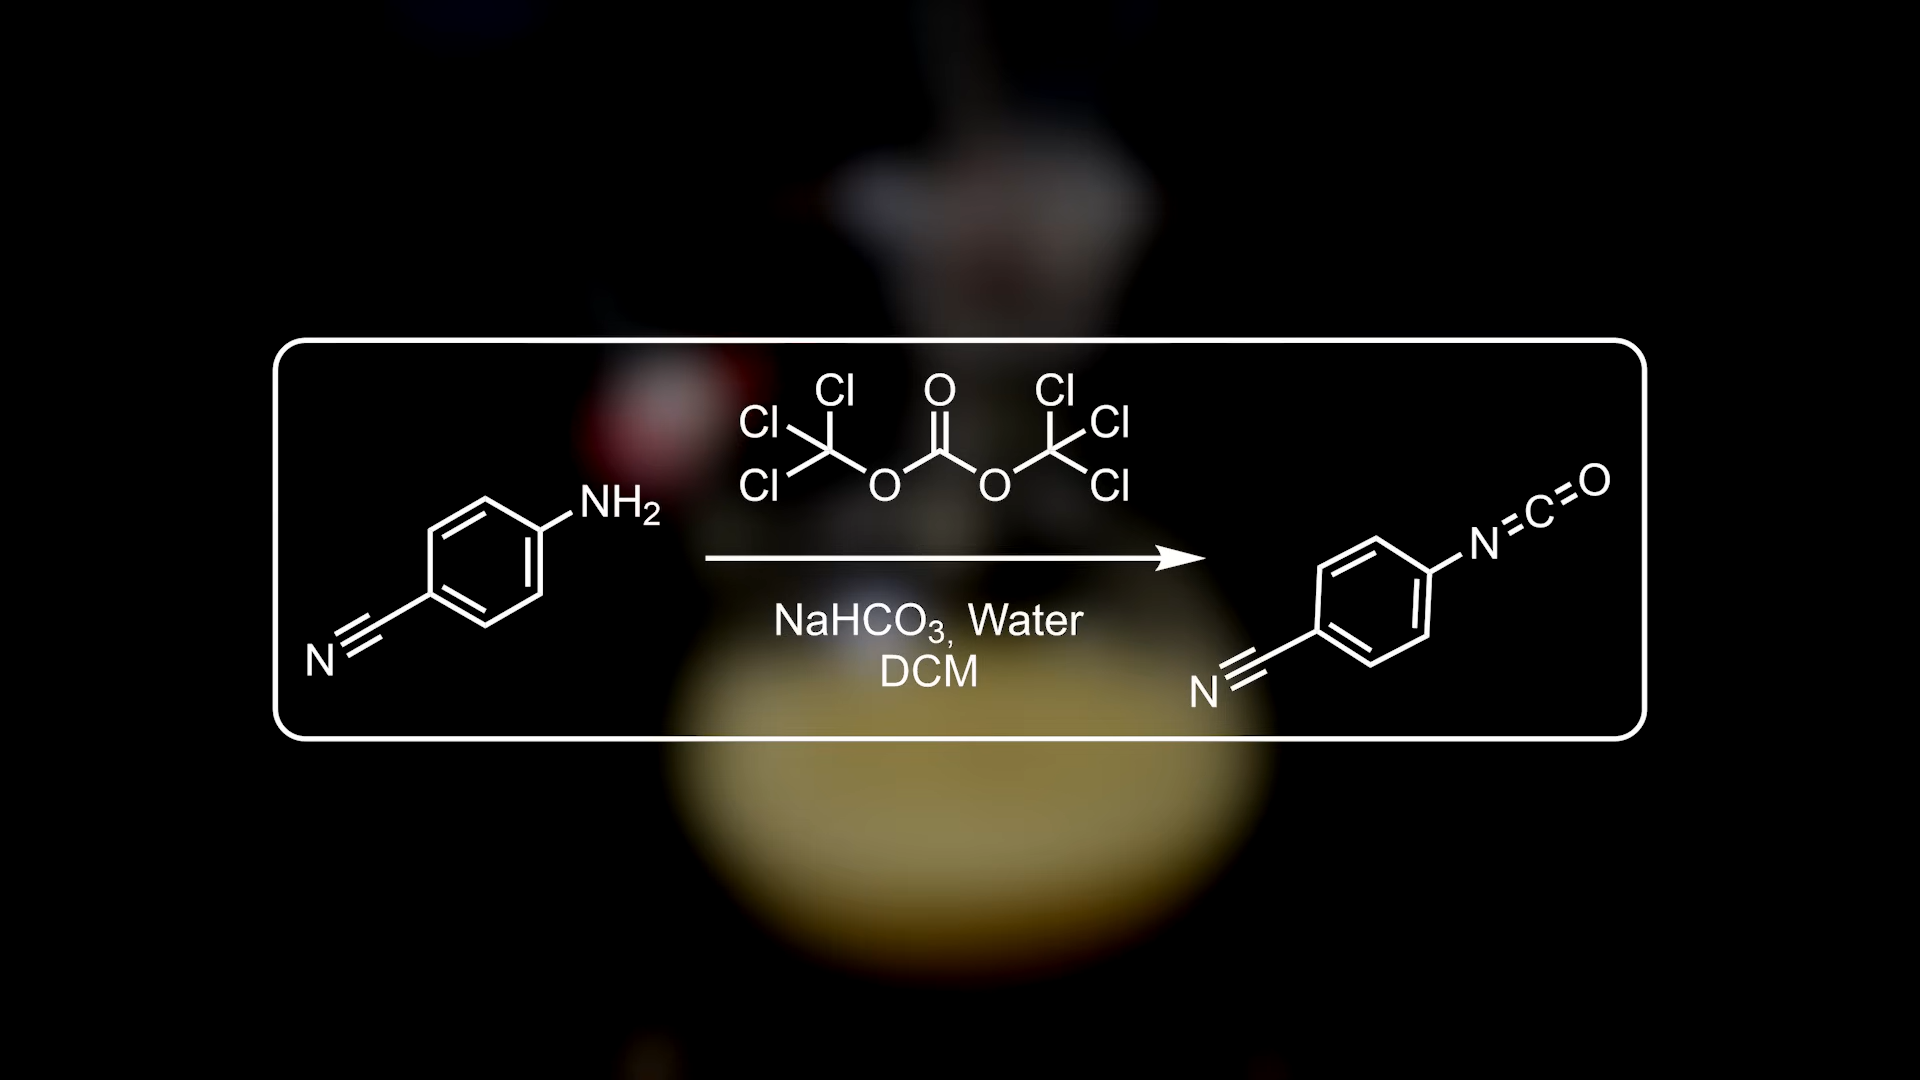 Cl O Cl
Cl Cl
Cl O O Cl
NH₂ O
C
N
NaHCO₃, Water
N DCM
N